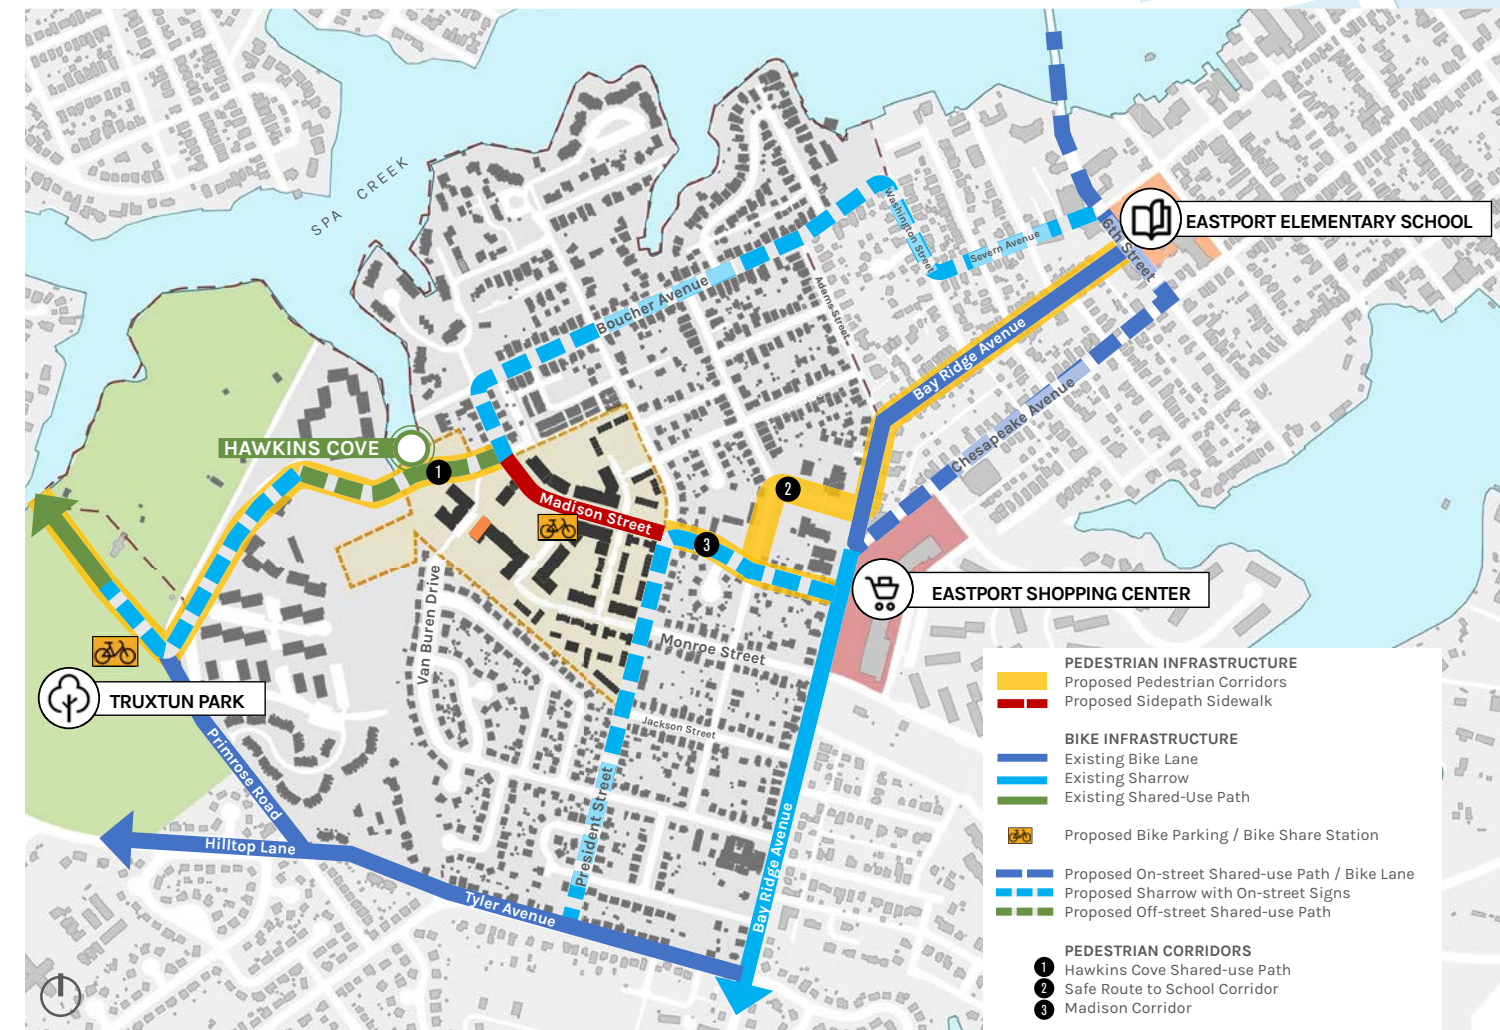 SPA CREEK
EASTPORT ELEMENTARY SCHOOL
6th Street
Washington Street
Severn Avenue
Boucher Avenue
Adams Street
Bay Ridge Avenue
Chesapeake Avenue
HAWKINS COVE
1
2
3
Madison Street
EASTPORT SHOPPING CENTER
Van Buren Drive
Monroe Street
TRUXTUN PARK
Jackson Street
Primrose Road
Hilltop Lane
President Street
Bay Ridge Avenue
Tyler Avenue
PEDESTRIAN INFRASTRUCTURE
Proposed Pedestrian Corridors
Proposed Sidepath Sidewalk
BIKE INFRASTRUCTURE
Existing Bike Lane
Existing Sharrow
Existing Shared-Use Path
Proposed Bike Parking / Bike Share Station
Proposed On-street Shared-use Path / Bike Lane
Proposed Sharrow with On-street Signs
Proposed Off-street Shared-use Path
PEDESTRIAN CORRIDORS
1 Hawkins Cove Shared-use Path
2 Safe Route to School Corridor
3 Madison Corridor